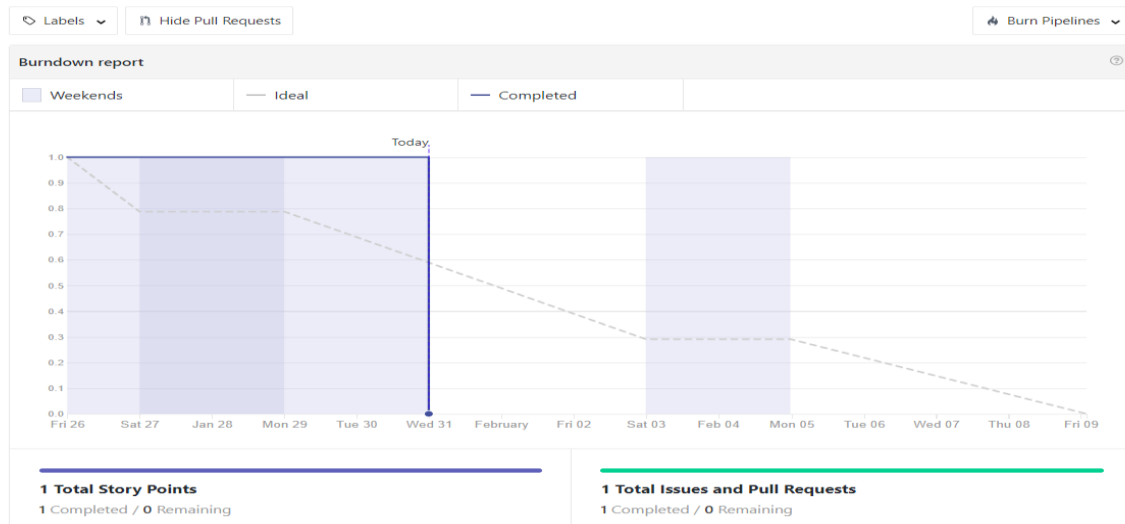 Labels
Hide Pull Requests
Burn Pipelines
Burndown report
Weekends
Ideal
Completed
Today
1.0
0.9
0.8
0.7
0.6
0.5
0.4
0.3
0.2
0.1
0.0
Fri 26 Sat 27 Jan 28 Mon 29 Tue 30 Wed 31 February Fri 02 Sat 03 Feb 04 Mon 05 Tue 06 Wed 07 Thu 08 Fri 09
1 Total Story Points
1 Completed / 0 Remaining
1 Total Issues and Pull Requests
1 Completed / 0 Remaining